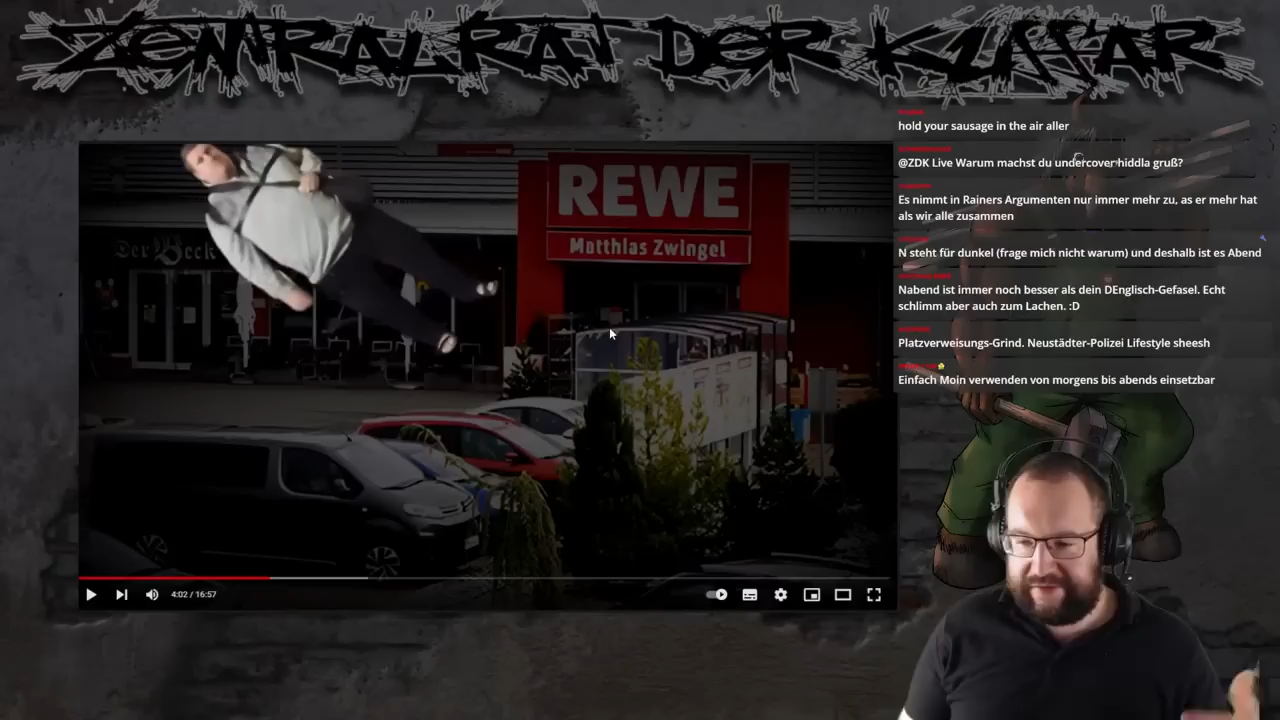 ZENTRALRAT DER KUFFAR
hold your sausage in the air aller
@ZDK Live Warum machst du undercover hiddla gruß?
Es nimmt in Rainers Argumenten nur immer mehr zu, as er mehr hat
als wir alle zusammen
N steht für dunkel (frage mich nicht warum) und deshalb ist es Abend
Nabend ist immer noch besser als dein DEnglisch-Gefasel. Echt
schlimm aber auch zum Lachen. :D
Platzverweisungs-Grind. Neustädter-Polizei Lifestyle sheesh
Einfach Moin verwenden von morgens bis abends einsetzbar
REWE
Matthias Zwingel
Der Beck
4:02 / 16:57